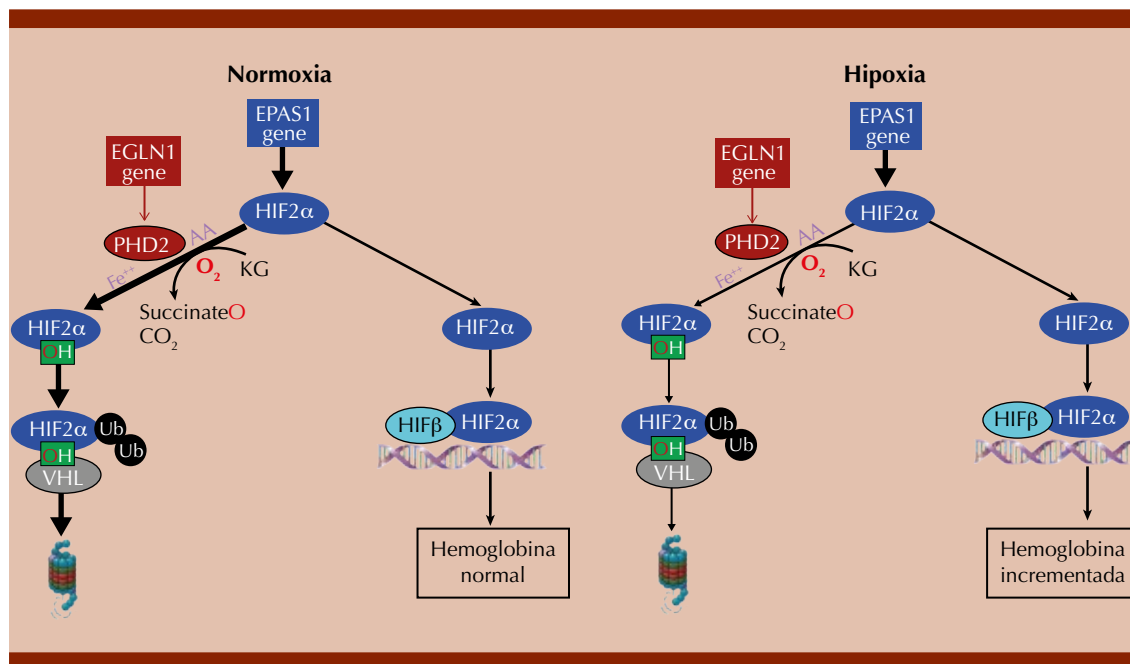 Normoxia
EPAS1
gene
EGLN1
gene
HIF2α
PHD2
AA
O2
KG
Fe++
SuccinateO
CO2
HIF2α
OH
HIF2α
Ub
Ub
OH
VHL
HIF2α
HIFβ
HIF2α
Hemoglobina
normal
Hipoxia
EPAS1
gene
EGLN1
gene
HIF2α
PHD2
AA
O2
KG
Fe++
SuccinateO
CO2
HIF2α
OH
HIF2α
Ub
Ub
OH
VHL
HIF2α
HIFβ
HIF2α
Hemoglobina
incrementada